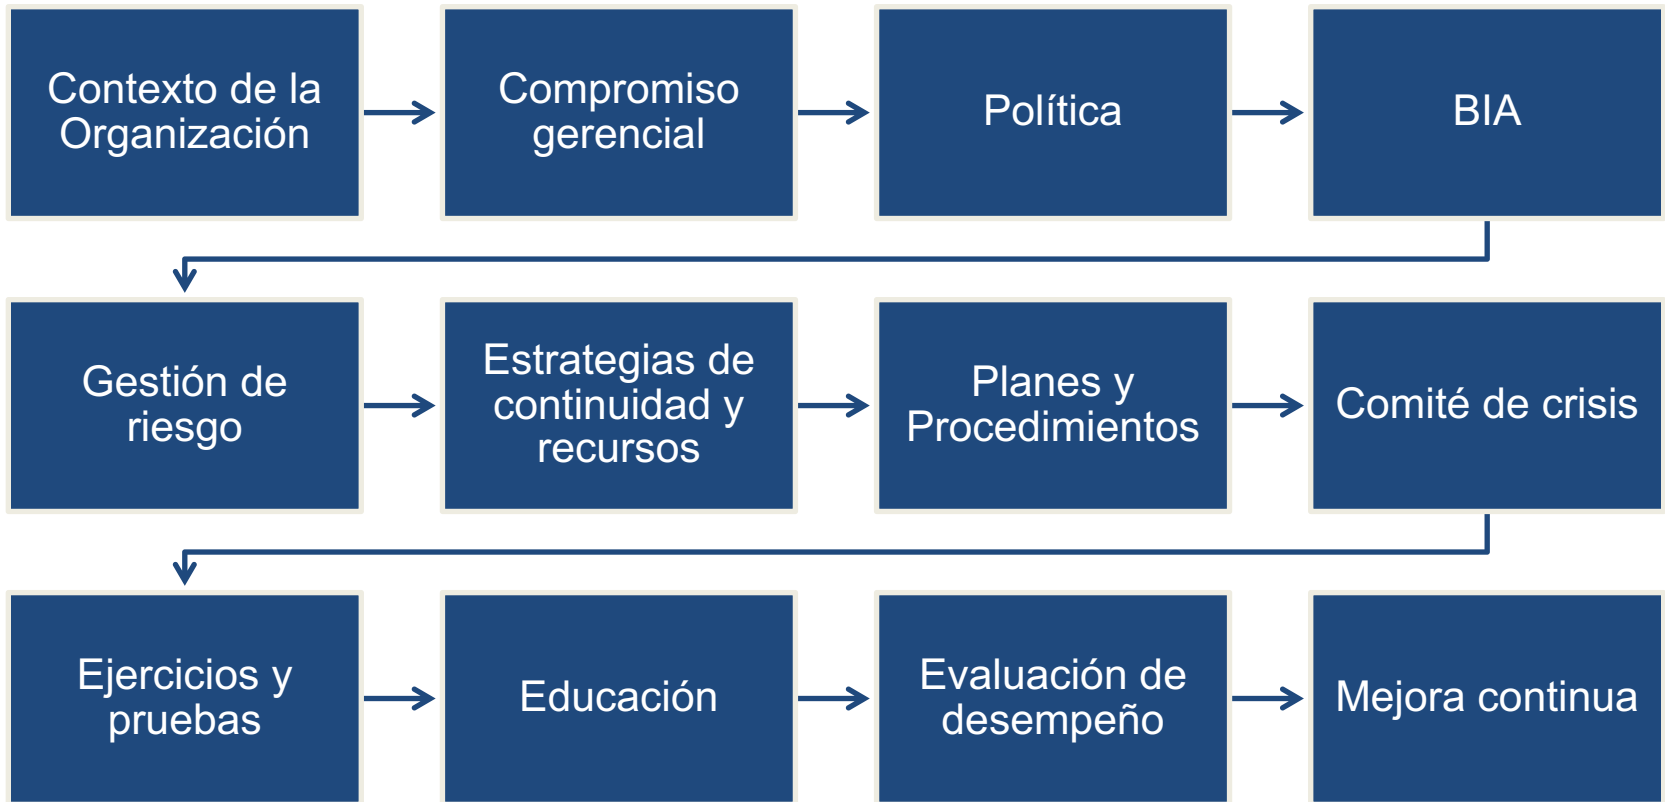 Contexto de la
Organización
Compromiso
gerencial
Política
BIA
Gestión de
riesgo
Estrategias de
continuidad y
recursos
Planes y
Procedimientos
Comité de crisis
Ejercicios y
pruebas
Educación
Evaluación de
desempeño
Mejora continua